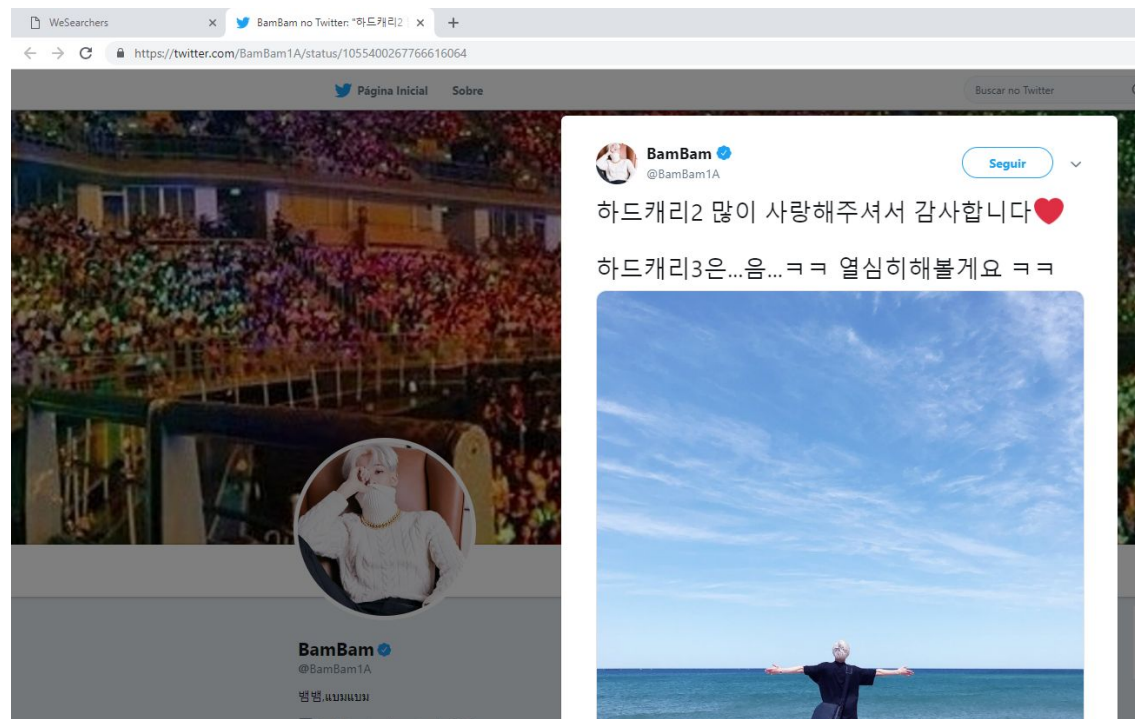 WeSearchers
BamBam no Twitter: "하드캐리2
https://twitter.com/BamBam1A/status/1055400267766616064
Página Inicial Sobre
Buscar no Twitter
BamBam
@BamBam1A
Seguir
하드캐리2 많이 사랑해주셔서 감사합니다❤
하드캐리3은...음...ㅋㅋ 열심히해볼게요 ㅋㅋ
BamBam
@BamBam1A
뱀뱀,แบมแบม